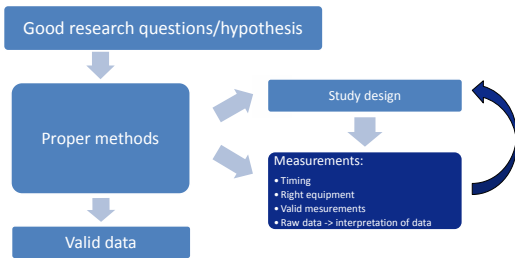 Good research questions/hypothesis
Proper methods
Valid data
Study design
Measurements:
• Timing
• Right equipment
• Valid mesurements
• Raw data -> interpretation of data